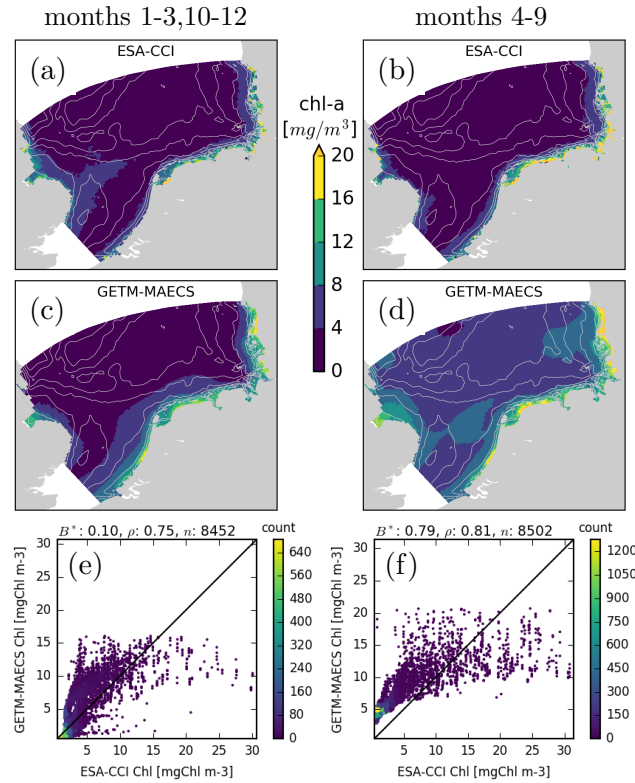 months 1-3,10-12
months 4-9
ESA-CCI
(a)
ESA-CCI
(b)
chl-a
[mg/m³]
20
16
12
8
4
0
GETM-MAECS
(c)
GETM-MAECS
(d)
B*: 0.10, ρ: 0.75, n: 8452
count
(e)
GETM-MAECS Chl [mgChl m-3]
30
25
20
15
10
5
5 10 15 20 25 30
ESA-CCI Chl [mgChl m-3]
640
560
480
400
320
240
160
80
0
B*: 0.79, ρ: 0.81, n: 8502
count
(f)
GETM-MAECS Chl [mgChl m-3]
30
25
20
15
10
5
5 10 15 20 25 30
ESA-CCI Chl [mgChl m-3]
1200
1050
900
750
600
450
300
150
0